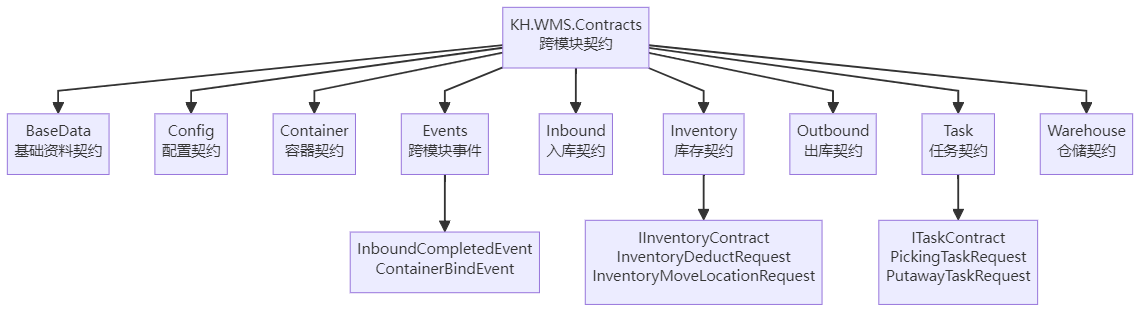 KH.WMS.Contracts
跨模块契约
BaseData
基础资料契约
Config
配置契约
Container
容器契约
Events
跨模块事件
Inbound
入库契约
Inventory
库存契约
Outbound
出库契约
Task
任务契约
Warehouse
仓储契约
InboundCompletedEvent
ContainerBindEvent
IInventoryContract
InventoryDeductRequest
InventoryMoveLocationRequest
ITaskContract
PickingTaskRequest
PutawayTaskRequest